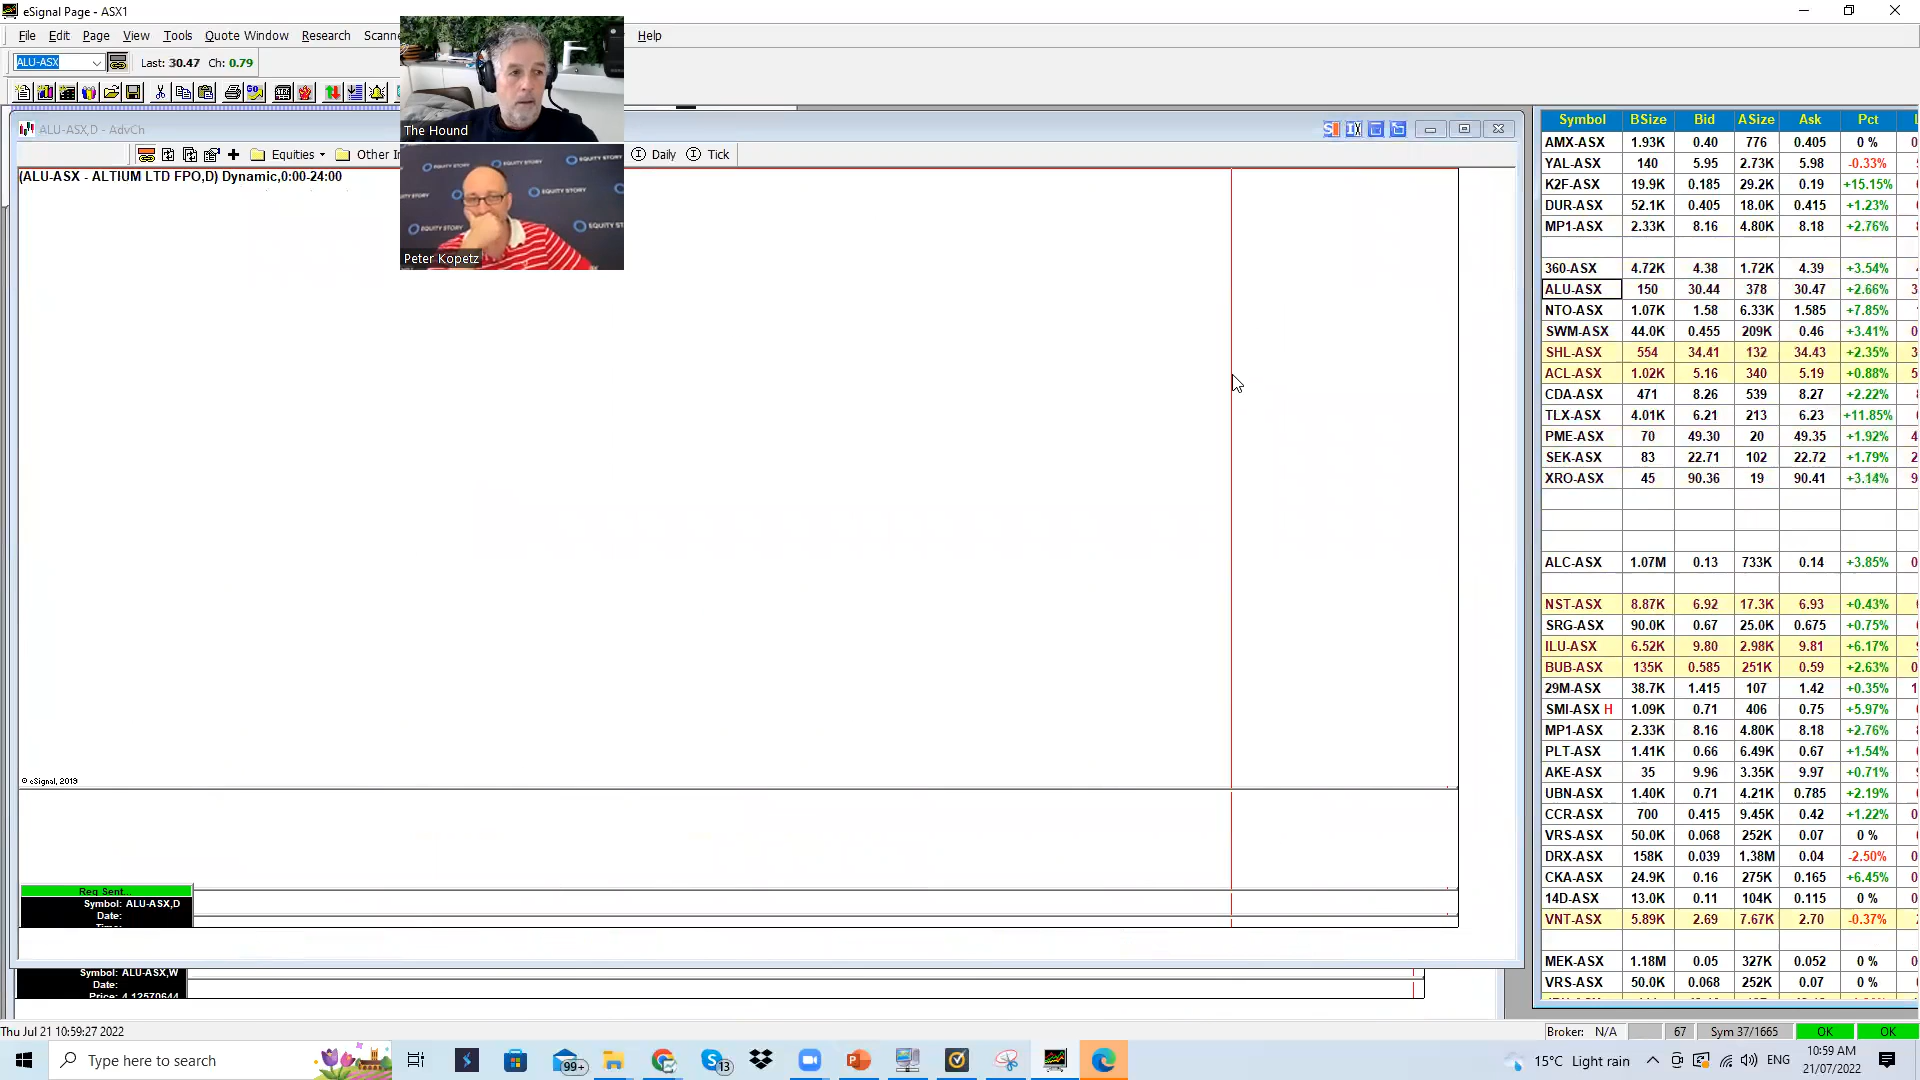 eSignal Page - ASX1
File Edit Page View Tools Quote Window Research Scann Help
ALU-ASX Last: 30.47 Ch: 0.79
The Hound
ALU-ASX,D - AdvCh
Equities Other In Daily Tick
(ALU-ASX - ALTIUM LTD FPO,D) Dynamic,0:00-24:00
EQUITY STORY
Peter Kopetz
© eSignal, 2019
Req Sent...
Symbol: ALU-ASX,D
Date:
Time:
Symbol: ALU-ASX,W
Date:
Price: 4.12570644
Symbol BSize Bid ASize Ask Pct
AMX-ASX 1.93K 0.40 776 0.405 0 %
YAL-ASX 140 5.95 2.73K 5.98 -0.33%
K2F-ASX 19.9K 0.185 29.2K 0.19 +15.15%
DUR-ASX 52.1K 0.405 18.0K 0.415 +1.23%
MP1-ASX 2.33K 8.16 4.80K 8.18 +2.76%
360-ASX 4.72K 4.38 1.72K 4.39 +3.54%
ALU-ASX 150 30.44 378 30.47 +2.66%
NTO-ASX 1.07K 1.58 6.33K 1.585 +7.85%
SWM-ASX 44.0K 0.455 209K 0.46 +3.41%
SHL-ASX 554 34.41 132 34.43 +2.35%
ACL-ASX 1.02K 5.16 340 5.19 +0.88%
CDA-ASX 471 8.26 539 8.27 +2.22%
TLX-ASX 4.01K 6.21 213 6.23 +11.85%
PME-ASX 70 49.30 20 49.35 +1.92%
SEK-ASX 83 22.71 102 22.72 +1.79%
XRO-ASX 45 90.36 19 90.41 +3.14%
ALC-ASX 1.07M 0.13 733K 0.14 +3.85%
NST-ASX 8.87K 6.92 17.3K 6.93 +0.43%
SRG-ASX 90.0K 0.67 25.0K 0.675 +0.75%
ILU-ASX 6.52K 9.80 2.98K 9.81 +6.17%
BUB-ASX 135K 0.585 251K 0.59 +2.63%
29M-ASX 38.7K 1.415 107 1.42 +0.35%
SMI-ASX H 1.09K 0.71 406 0.75 +5.97%
MP1-ASX 2.33K 8.16 4.80K 8.18 +2.76%
PLT-ASX 1.41K 0.66 6.49K 0.67 +1.54%
AKE-ASX 35 9.96 3.35K 9.97 +0.71%
UBN-ASX 1.40K 0.71 4.21K 0.785 +2.19%
CCR-ASX 700 0.415 9.45K 0.42 +1.22%
VRS-ASX 50.0K 0.068 252K 0.07 0 %
DRX-ASX 158K 0.039 1.38M 0.04 -2.50%
CKA-ASX 24.9K 0.16 275K 0.165 +6.45%
14D-ASX 13.0K 0.11 104K 0.115 0 %
VNT-ASX 5.89K 2.69 7.67K 2.70 -0.37%
MEK-ASX 1.18M 0.05 327K 0.052 0 %
VRS-ASX 50.0K 0.068 252K 0.07 0 %
Thu Jul 21 10:59:27 2022 Broker: N/A 67 Sym 37/1665 OK OK
Type here to search 99+ 13 15°C Light rain ENG 10:59 AM
21/07/2022